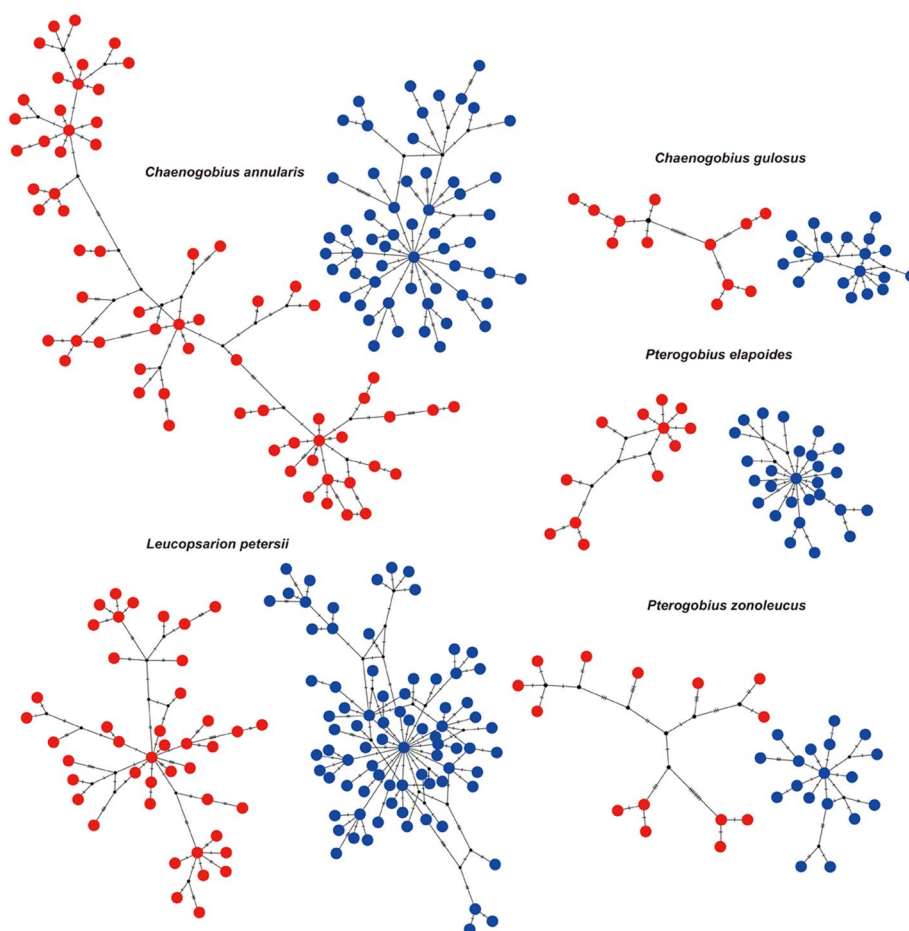 Chaenogobius annularis
Chaenogobius gulosus
Pterogobius elapoides
Leucopsarion petersii
Pterogobius zonoleucus